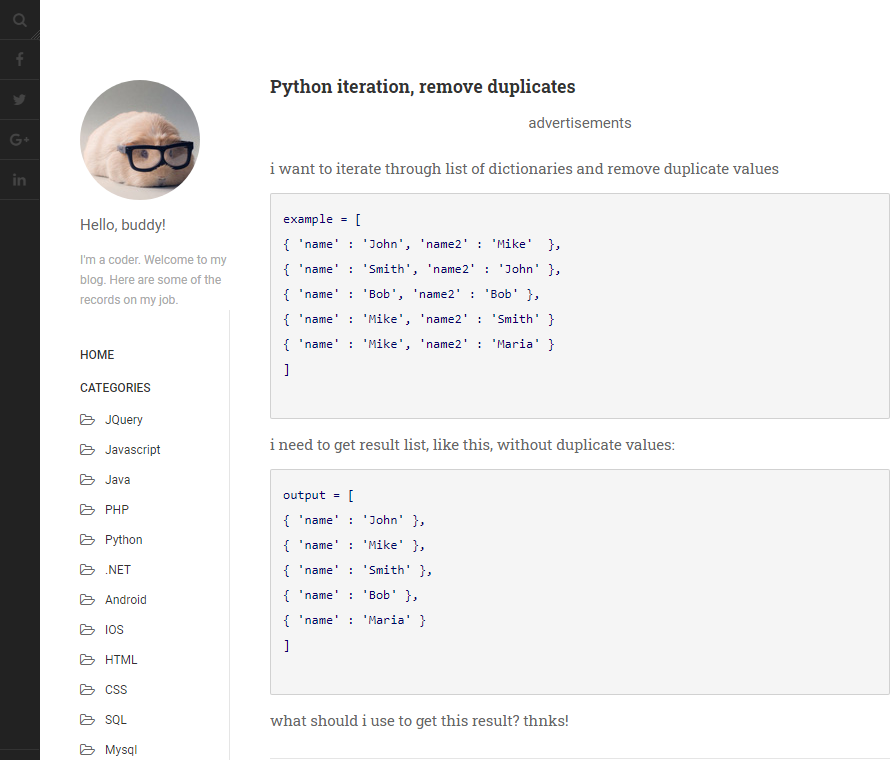 Hello, buddy!
I'm a coder. Welcome to my
blog. Here are some of the
records on my job.
HOME
CATEGORIES
JQuery
Javascript
Java
PHP
Python
.NET
Android
IOS
HTML
CSS
SQL
Mysql
Python iteration, remove duplicates
advertisements
i want to iterate through list of dictionaries and remove duplicate values
example = [
{ 'name' : 'John', 'name2' : 'Mike'  },
{ 'name' : 'Smith', 'name2' : 'John' },
{ 'name' : 'Bob', 'name2' : 'Bob' },
{ 'name' : 'Mike', 'name2' : 'Smith' }
{ 'name' : 'Mike', 'name2' : 'Maria' }
]
i need to get result list, like this, without duplicate values:
output = [
{ 'name' : 'John' },
{ 'name' : 'Mike' },
{ 'name' : 'Smith' },
{ 'name' : 'Bob' },
{ 'name' : 'Maria' }
]
what should i use to get this result? thnks!